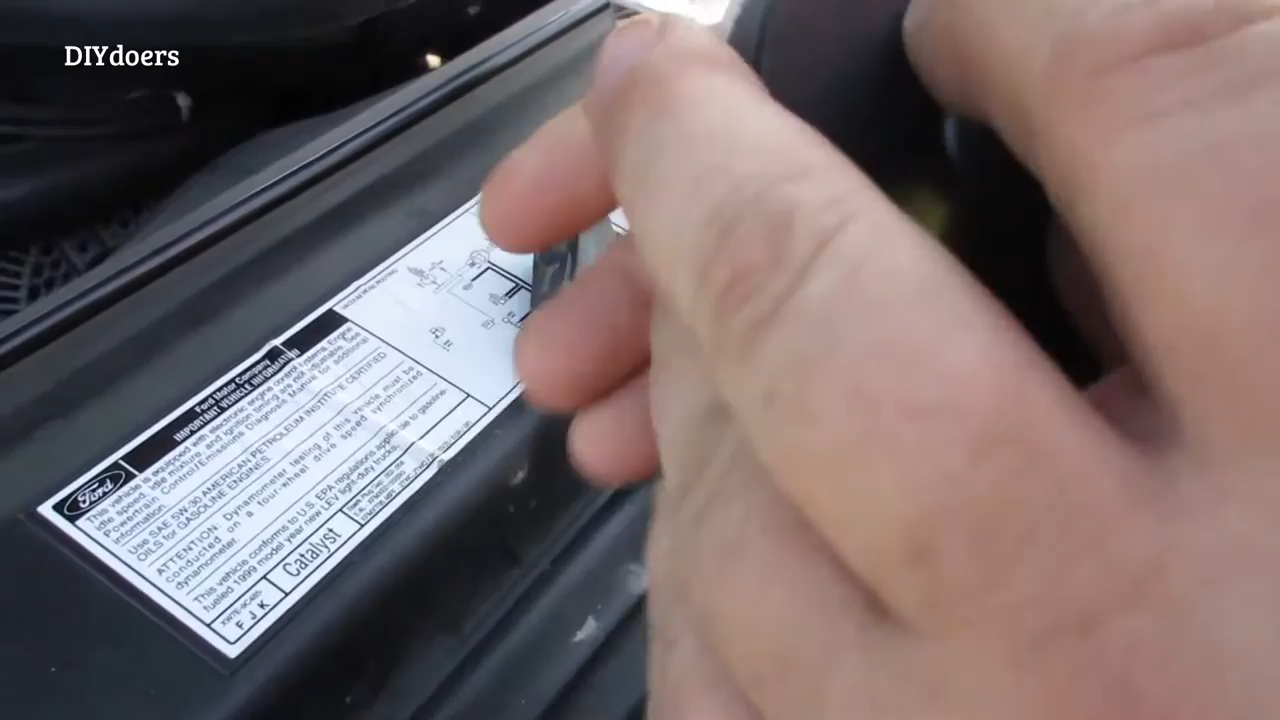 DIYdoers
Ford Motor Company
IMPORTANT VEHICLE INFORMATION
Ford
This vehicle is equipped with electronic engine control systems. Engine
idle speed, idle mixture, and ignition timing are not adjustable. See
Powertrain Control/Emissions Diagnosis Manual for additional
information.
Use SAE 5W-30 AMERICAN PETROLEUM INSTITUTE CERTIFIED
OILS for GASOLINE ENGINES.
ATTENTION: Dynamometer testing of this vehicle must be
conducted on a four-wheel drive speed synchronized
dynamometer.
This vehicle conforms to U.S. EPA regulations applicable to gasoline-
fueled 1999 model year new LEV light-duty trucks.
Catalyst
F J K